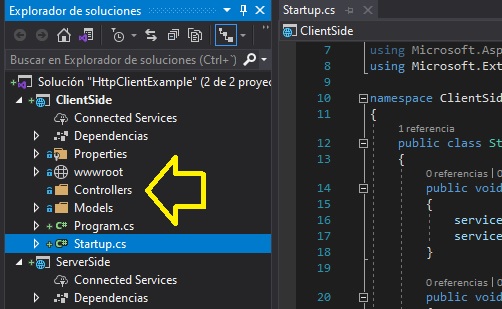 Explorador de soluciones
Buscar en Explorador de soluciones (Ctrl+
Solución "HttpClientExample" (2 de 2 proye
ClientSide
Connected Services
Dependencias
Properties
wwwroot
Controllers
Models
C# Program.cs
C# Startup.cs
ServerSide
Connected Services
Dependencias
Startup.cs
ClientSide
7 using Microsoft.Asp
8 using Microsoft.Ext
9
10 namespace ClientSid
11 {
1 referencia
12 public class St
13 {
0 referencias | 0
14 public void
15 {
16 service
17 service
18 }
19
0 referencias | 0
20 public void